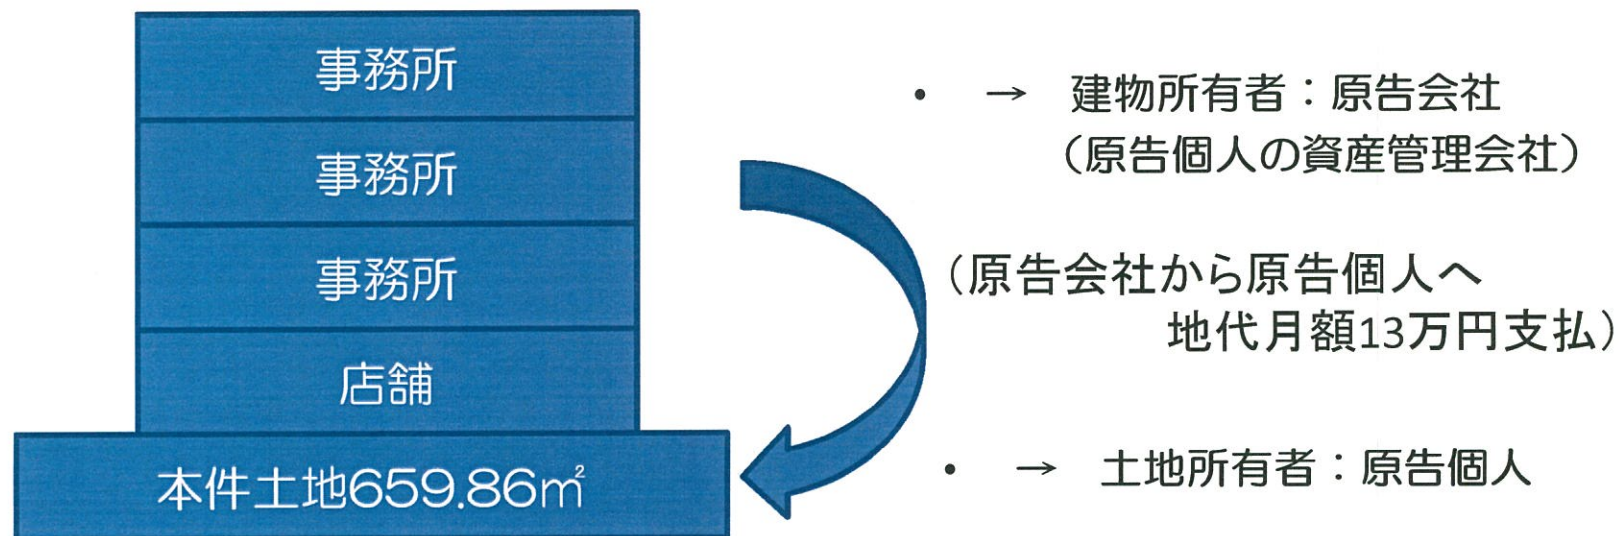 事務所
事務所
事務所
店舗
本件土地659.86㎡
・ → 建物所有者：原告会社
（原告個人の資産管理会社）
（原告会社から原告個人へ
地代月額13万円支払）
・ → 土地所有者：原告個人